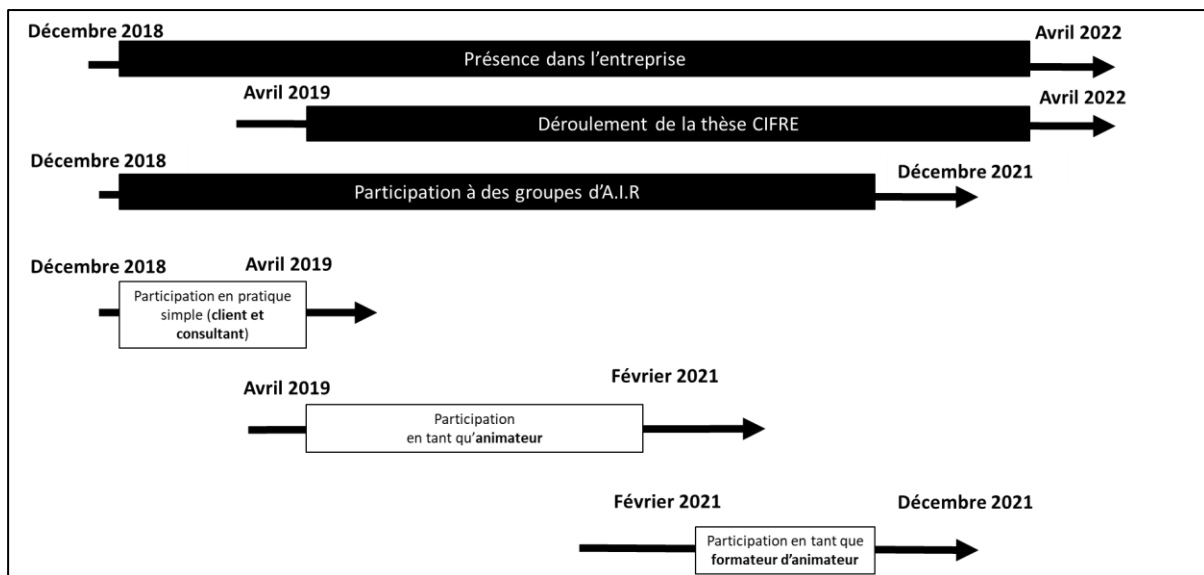 Décembre 2018
Avril 2022
Présence dans l'entreprise
Avril 2019
Avril 2022
Déroulement de la thèse CIFRE
Décembre 2018
Décembre 2021
Participation à des groupes d'A.I.R
Décembre 2018
Avril 2019
Participation en pratique
simple (client et
consultant)
Avril 2019
Février 2021
Participation
en tant qu'animateur
Février 2021
Décembre 2021
Participation en tant que
formateur d'animateur